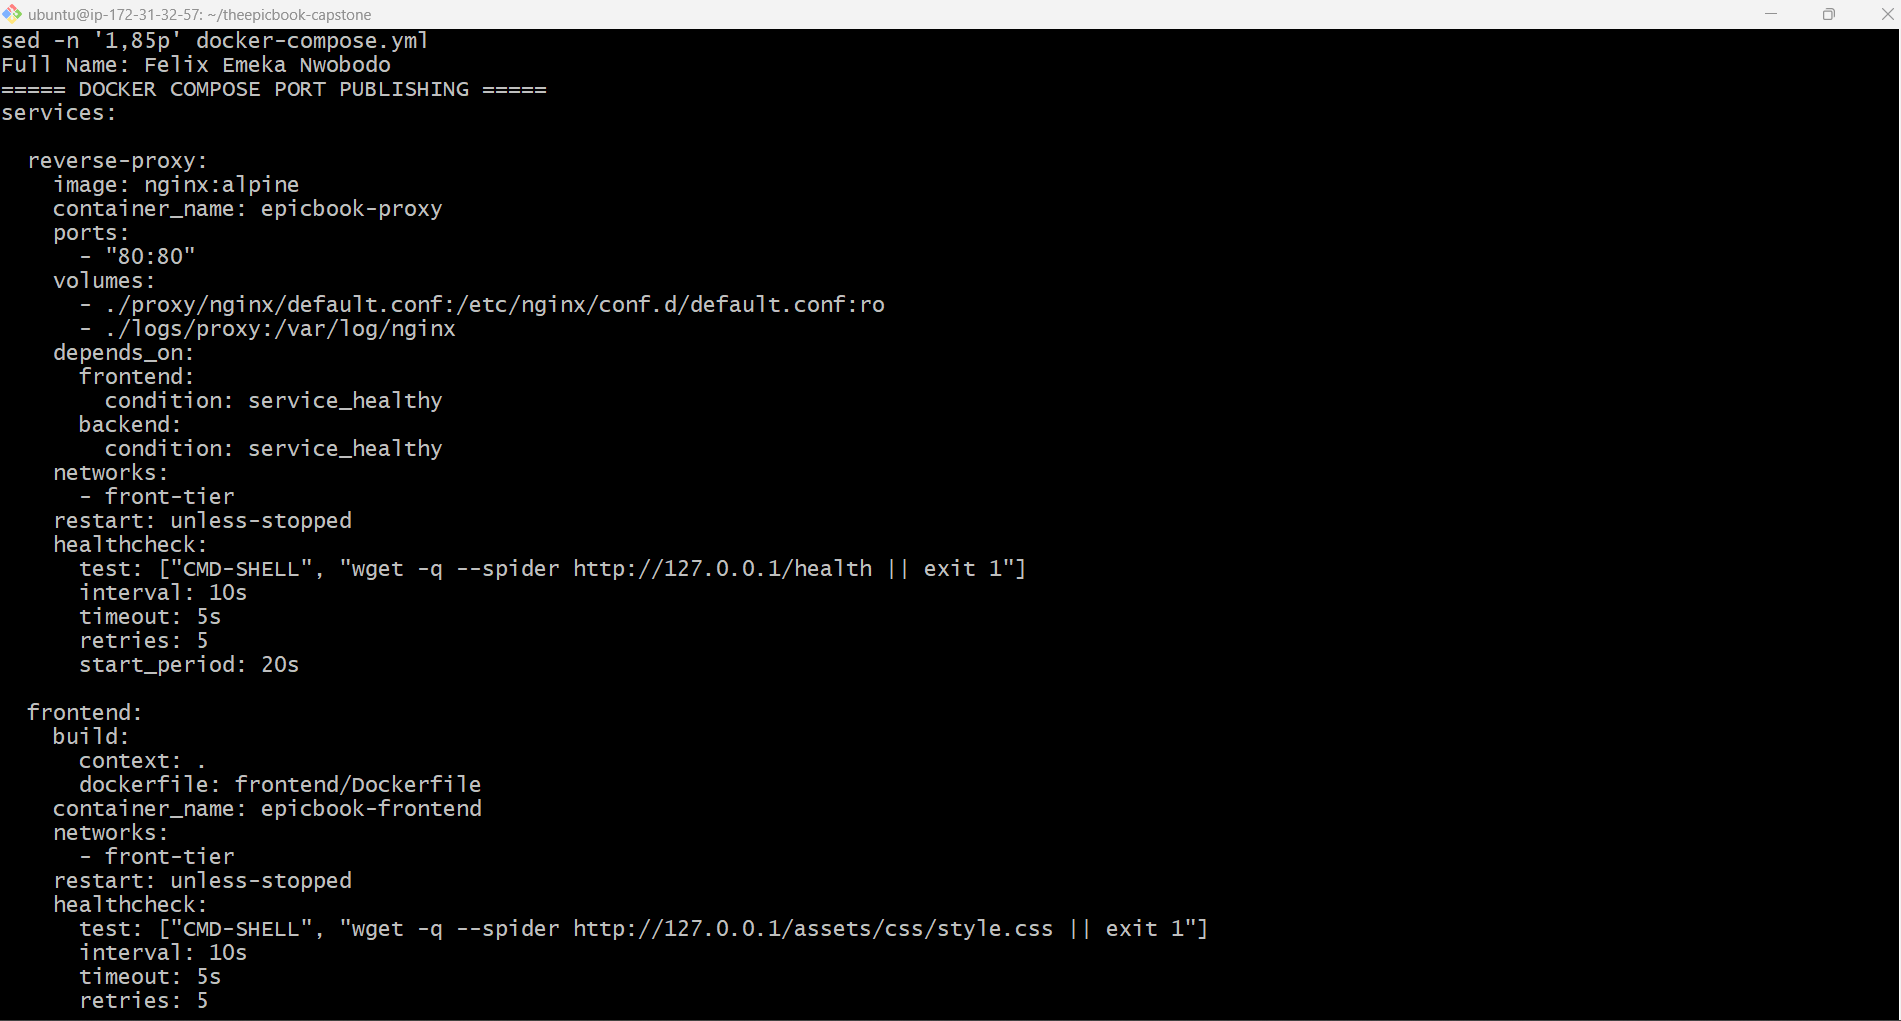 ubuntu@ip-172-31-32-57: ~/theepicbook-capstone
sed -n '1,85p' docker-compose.yml
Full Name: Felix Emeka Nwobodo
===== DOCKER COMPOSE PORT PUBLISHING =====
services:

  reverse-proxy:
    image: nginx:alpine
    container_name: epicbook-proxy
    ports:
      - "80:80"
    volumes:
      - ./proxy/nginx/default.conf:/etc/nginx/conf.d/default.conf:ro
      - ./logs/proxy:/var/log/nginx
    depends_on:
      frontend:
        condition: service_healthy
      backend:
        condition: service_healthy
    networks:
      - front-tier
    restart: unless-stopped
    healthcheck:
      test: ["CMD-SHELL", "wget -q --spider http://127.0.0.1/health || exit 1"]
      interval: 10s
      timeout: 5s
      retries: 5
      start_period: 20s

  frontend:
    build:
      context: .
      dockerfile: frontend/Dockerfile
    container_name: epicbook-frontend
    networks:
      - front-tier
    restart: unless-stopped
    healthcheck:
      test: ["CMD-SHELL", "wget -q --spider http://127.0.0.1/assets/css/style.css || exit 1"]
      interval: 10s
      timeout: 5s
      retries: 5